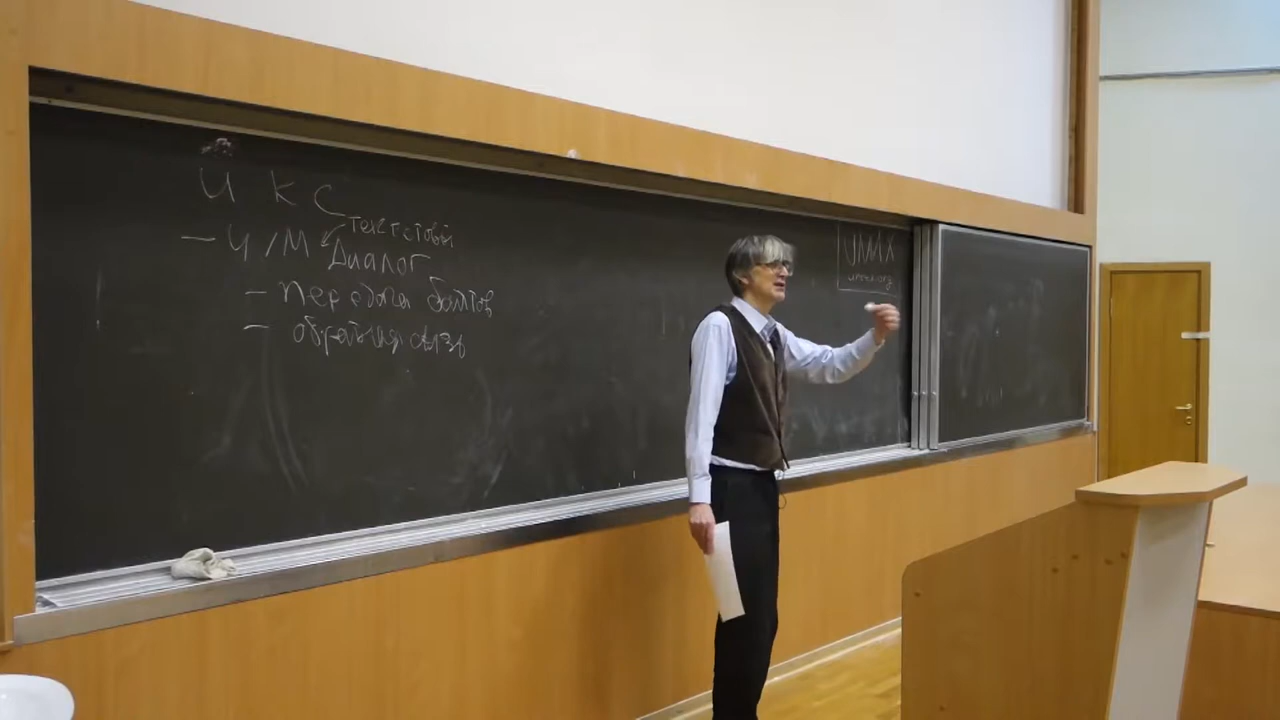 И К С
текстовый
– Ч/М Диалог
– передача байтов
– обратная связь
UNIX